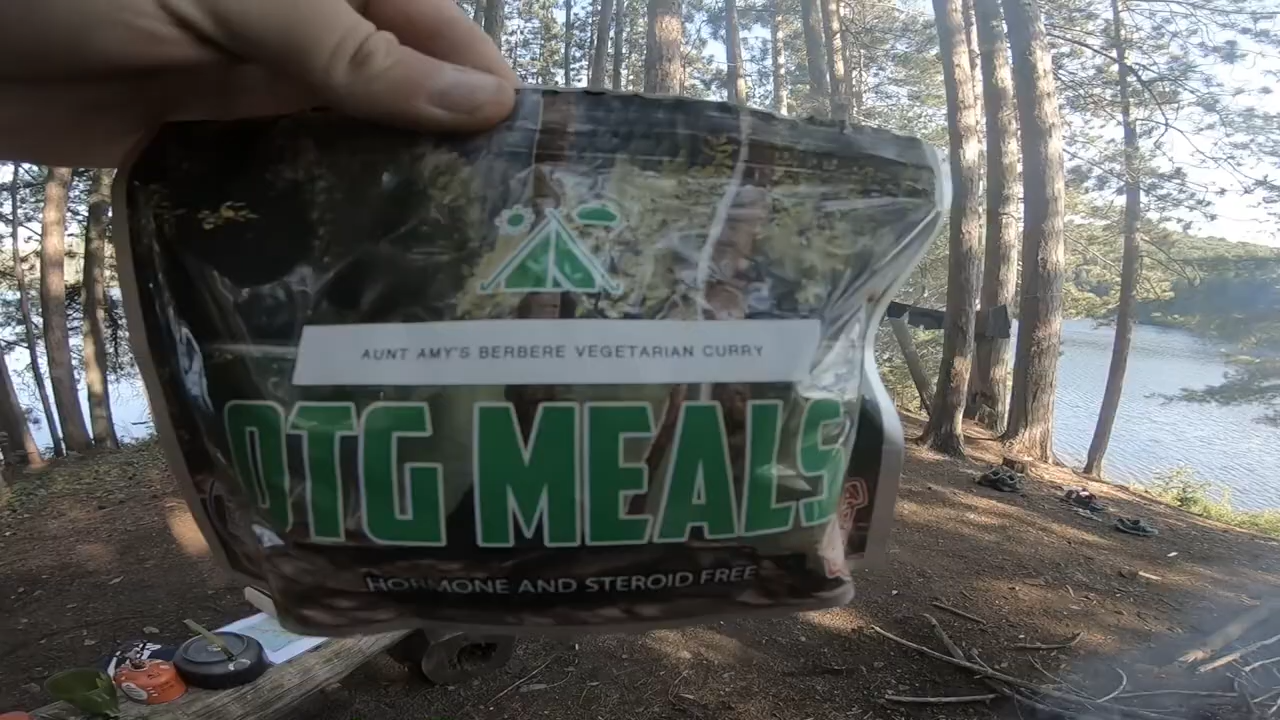 AUNT AMY'S BERBERE VEGETARIAN CURRY
OTG MEALS
HORMONE AND STEROID FREE